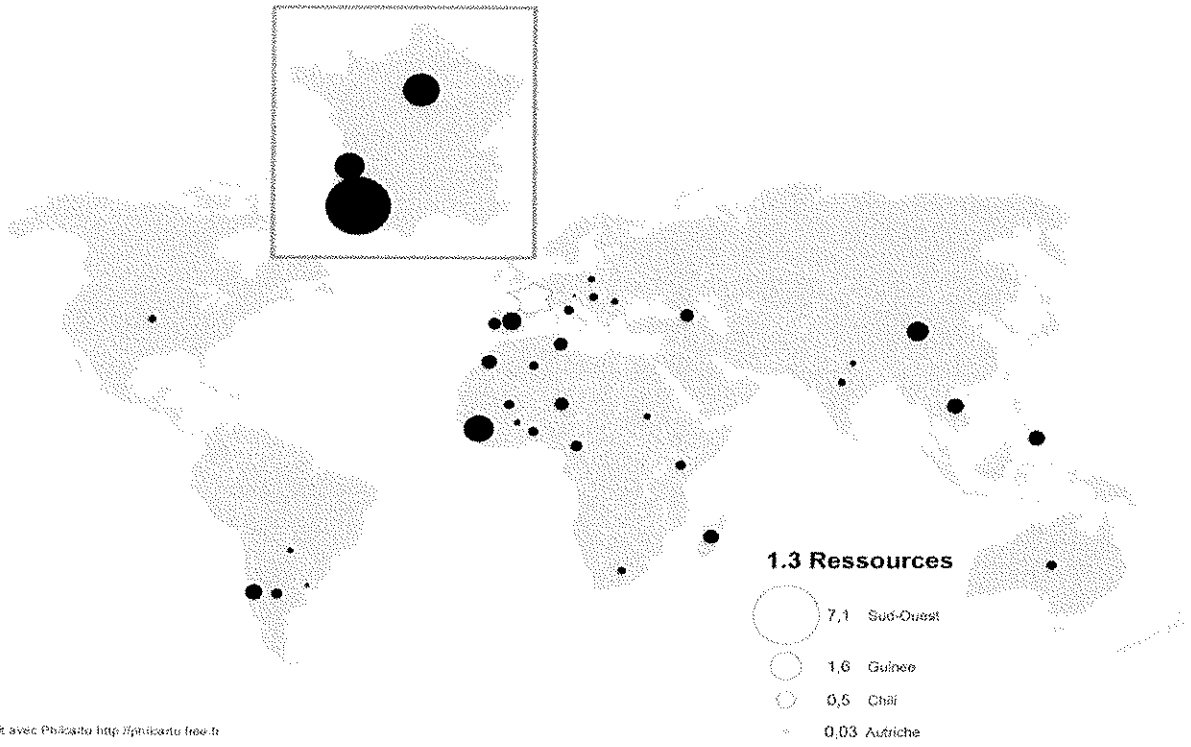 1.3 Ressources
7,1 Sud-Ouest
1,6 Guinee
0,5 Chili
0,03 Autriche
t avec Philcarto http //philcarto free.fr